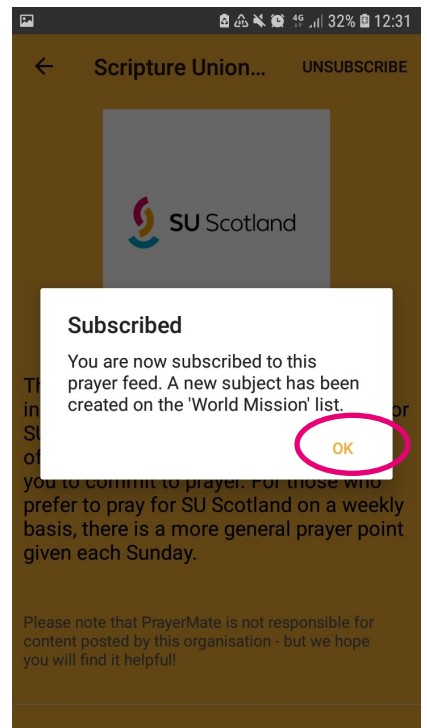 4G 32% 12:31
Scripture Union... UNSUBSCRIBE
SU Scotland
Subscribed
You are now subscribed to this
prayer feed. A new subject has been
created on the 'World Mission' list.
OK
you to commit to prayer. For those who
prefer to pray for SU Scotland on a weekly
basis, there is a more general prayer point
given each Sunday.
Please note that PrayerMate is not responsible for
content posted by this organisation - but we hope
you will find it helpful!